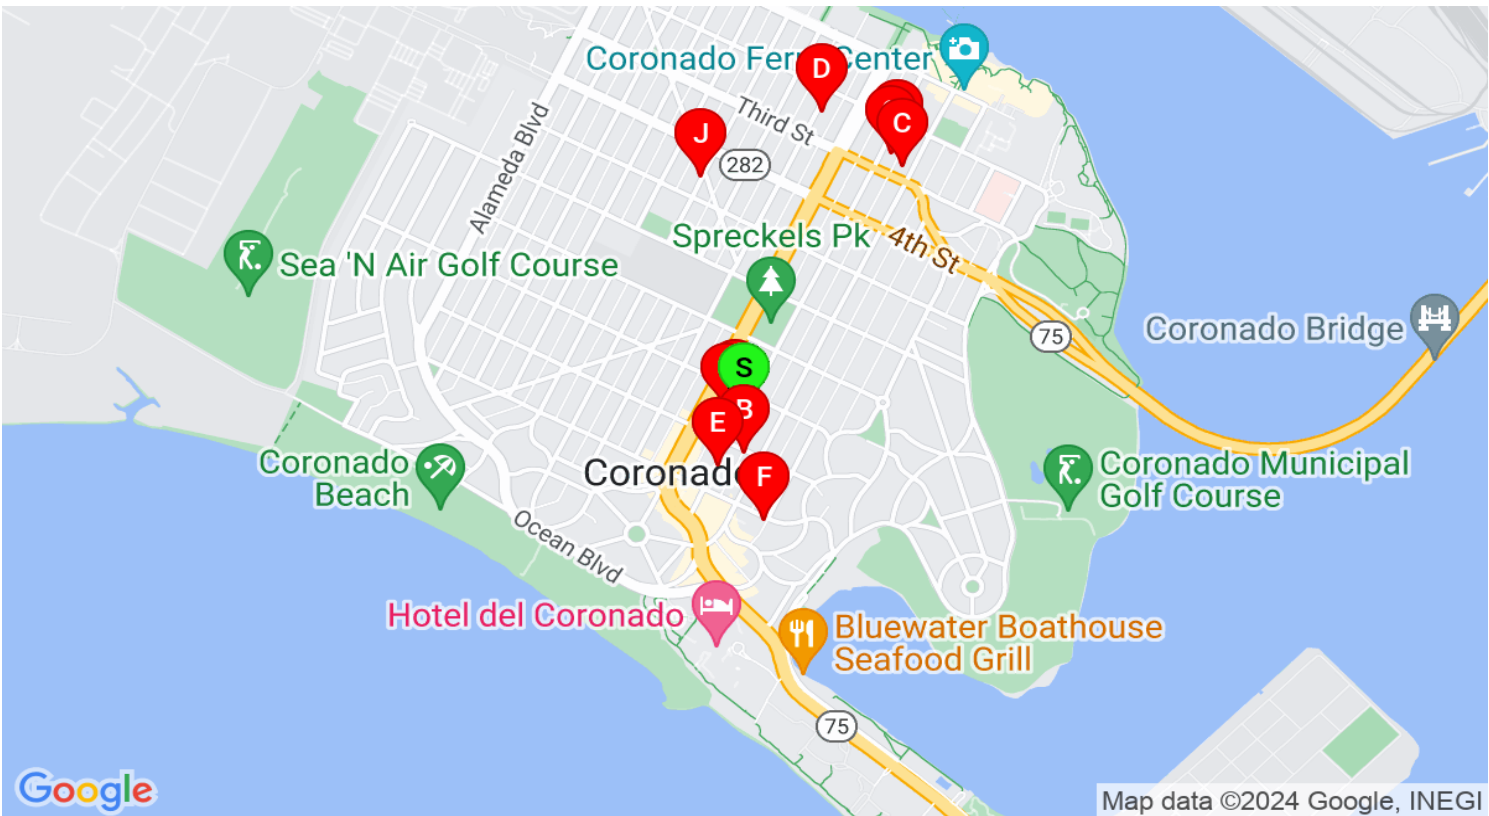 Coronado Fer
Center
D
Third St
C
J
282
Alameda Blvd
Spreckels Pk
4th St
Sea 'N Air Golf Course
75
Coronado Bridge
S
B
E
Coronad
F
Coronado
Beach
Coronado Municipal
Golf Course
Ocean Blvd
Hotel del Coronado
Bluewater Boathouse
Seafood Grill
75
Google
Map data ©2024 Google, INEGI